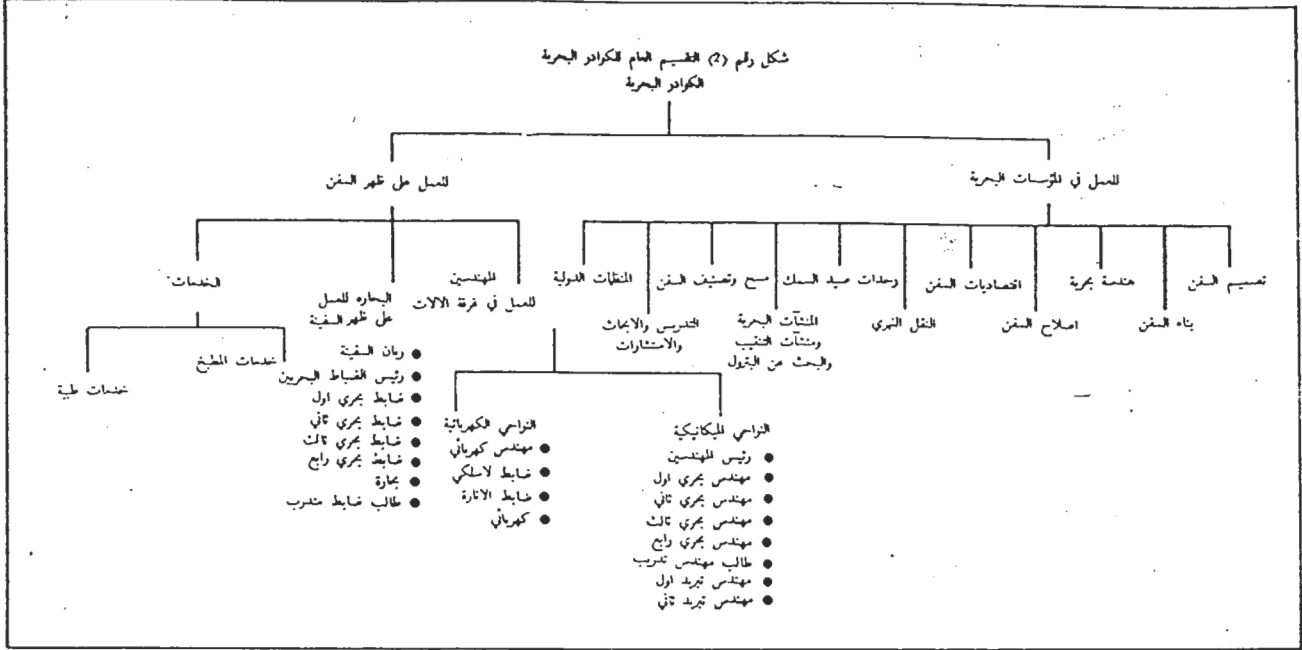 شكل رقم (2) التقسيم العام للكوادر البحرية
الكوادر البحرية
للعمل في المؤسسات البحرية
للعمل على ظهر السفن
تصميم السفن
بناء السفن
هندسة بحرية
اصلاح السفن
اقتصاديات السفن
النقل النهري
وحدات صيد السمك
المنشآت البحرية
ومنشآت التنقيب
والبحث عن البترول
مسح وتصنيف السفن
التدريس والابحاث
والاستشارات
المنظمات الدولية
المهندسين
للعمل في غرفة الالات
البحاره للعمل
على ظهر السفينة
الخدمات
النواحي الميكانيكية
● رئيس المهندسين
● مهندس بحري اول
● مهندس بحري ثاني
● مهندس بحري ثالث
● مهندس بحري رابع
● طالب مهندس تدريب
● مهندس تبريد اول
● مهندس تبريد ثاني
النواحي الكهربائية
● مهندس كهربائي
● ضابط لاسلكي
● ضابط الانارة
● كهربائي
● ربان السفينة
● رئيس الضباط البحريين
● ضابط بحري اول
● ضابط بحري ثاني
● ضابط بحري ثالث
● ضابط بحري رابع
● بحارة
● طالب ضابط متدرب
خدمات المطبخ
خدمات طبية